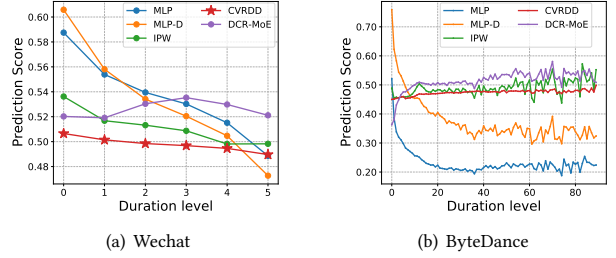 MLP
MLP-D
IPW
CVRDD
DCR-MoE
Prediction Score
0.60
0.58
0.56
0.54
0.52
0.50
0.48
0 1 2 3 4 5
Duration level
(a) Wechat
MLP
MLP-D
IPW
CVRDD
DCR-MoE
Prediction Score
0.70
0.60
0.50
0.40
0.30
0.20
0 20 40 60 80
Duration level
(b) ByteDance